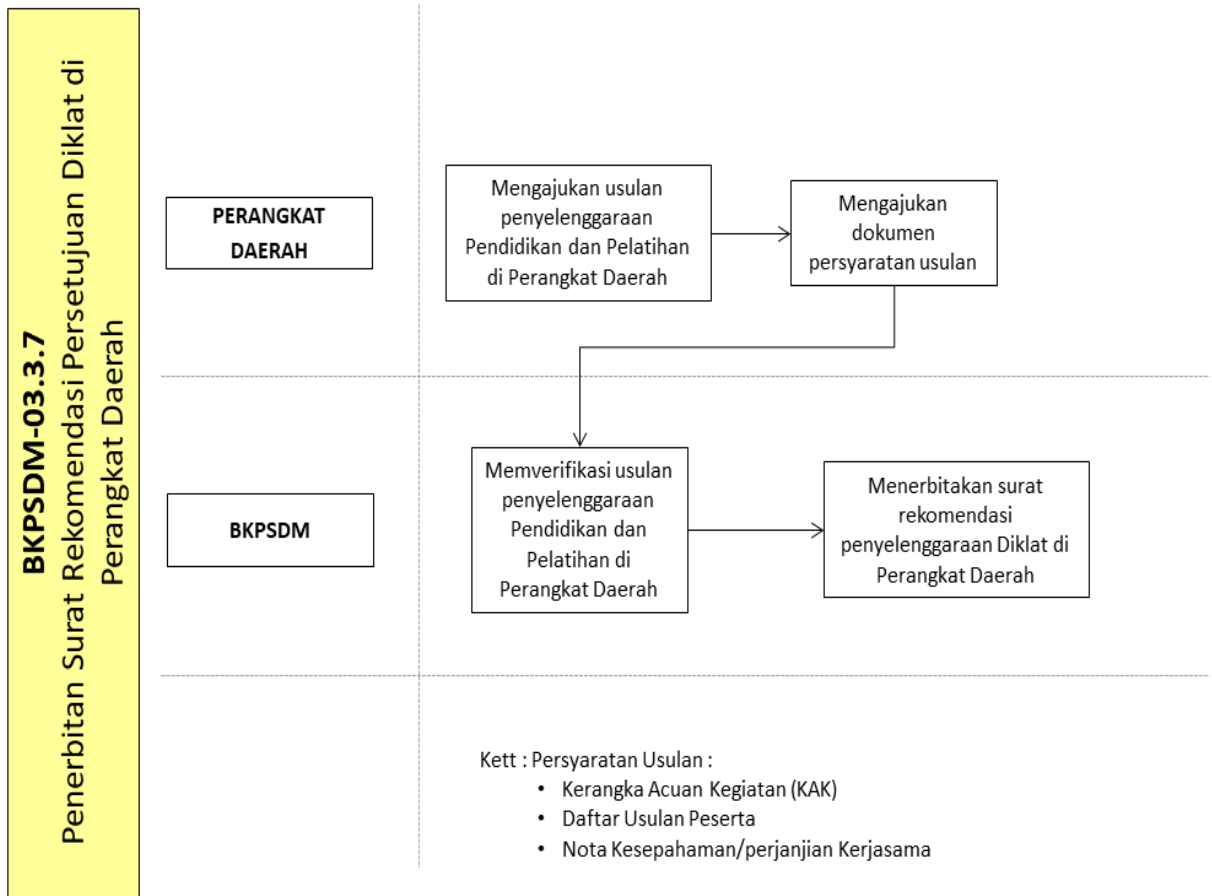 BKPSDM-03.3.7
Penerbitan Surat Rekomendasi Persetujuan Diklat di
Perangkat Daerah
PERANGKAT
DAERAH
Mengajukan usulan
penyelenggaraan
Pendidikan dan Pelatihan
di Perangkat Daerah
Mengajukan
dokumen
persyaratan usulan
BKPSDM
Memverifikasi usulan
penyelenggaraan
Pendidikan dan
Pelatihan di
Perangkat Daerah
Menerbitakan surat
rekomendasi
penyelenggaraan Diklat di
Perangkat Daerah
Kett : Persyaratan Usulan :
• Kerangka Acuan Kegiatan (KAK)
• Daftar Usulan Peserta
• Nota Kesepahaman/perjanjian Kerjasama